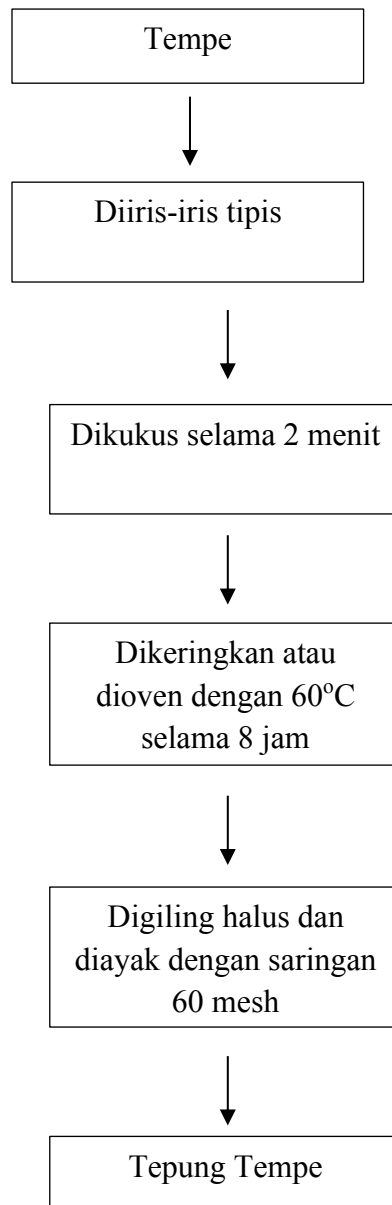 Tempe
Diiris-iris tipis
Dikukus selama 2 menit
Dikeringkan atau
dioven dengan 60°C
selama 8 jam
Digiling halus dan
diayak dengan saringan
60 mesh
Tepung Tempe